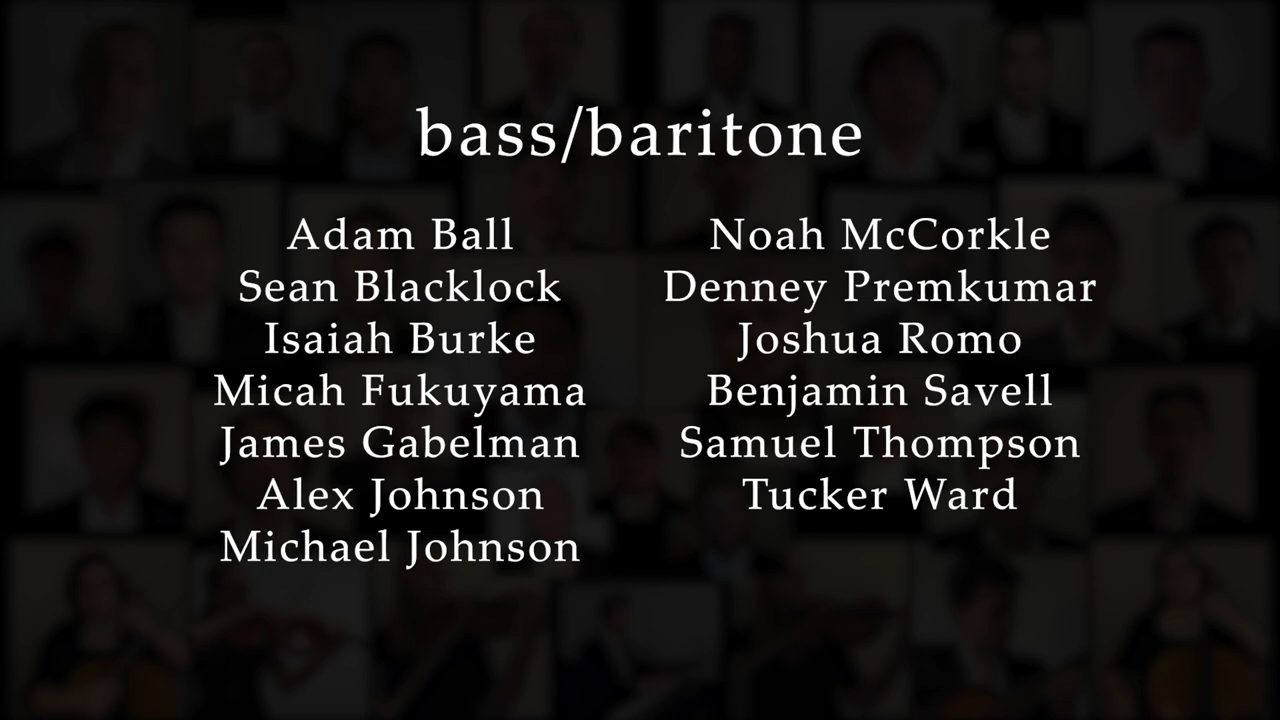 bass/baritone
Adam Ball
Sean Blacklock
Isaiah Burke
Micah Fukuyama
James Gabelman
Alex Johnson
Michael Johnson
Noah McCorkle
Denney Premkumar
Joshua Romo
Benjamin Savell
Samuel Thompson
Tucker Ward